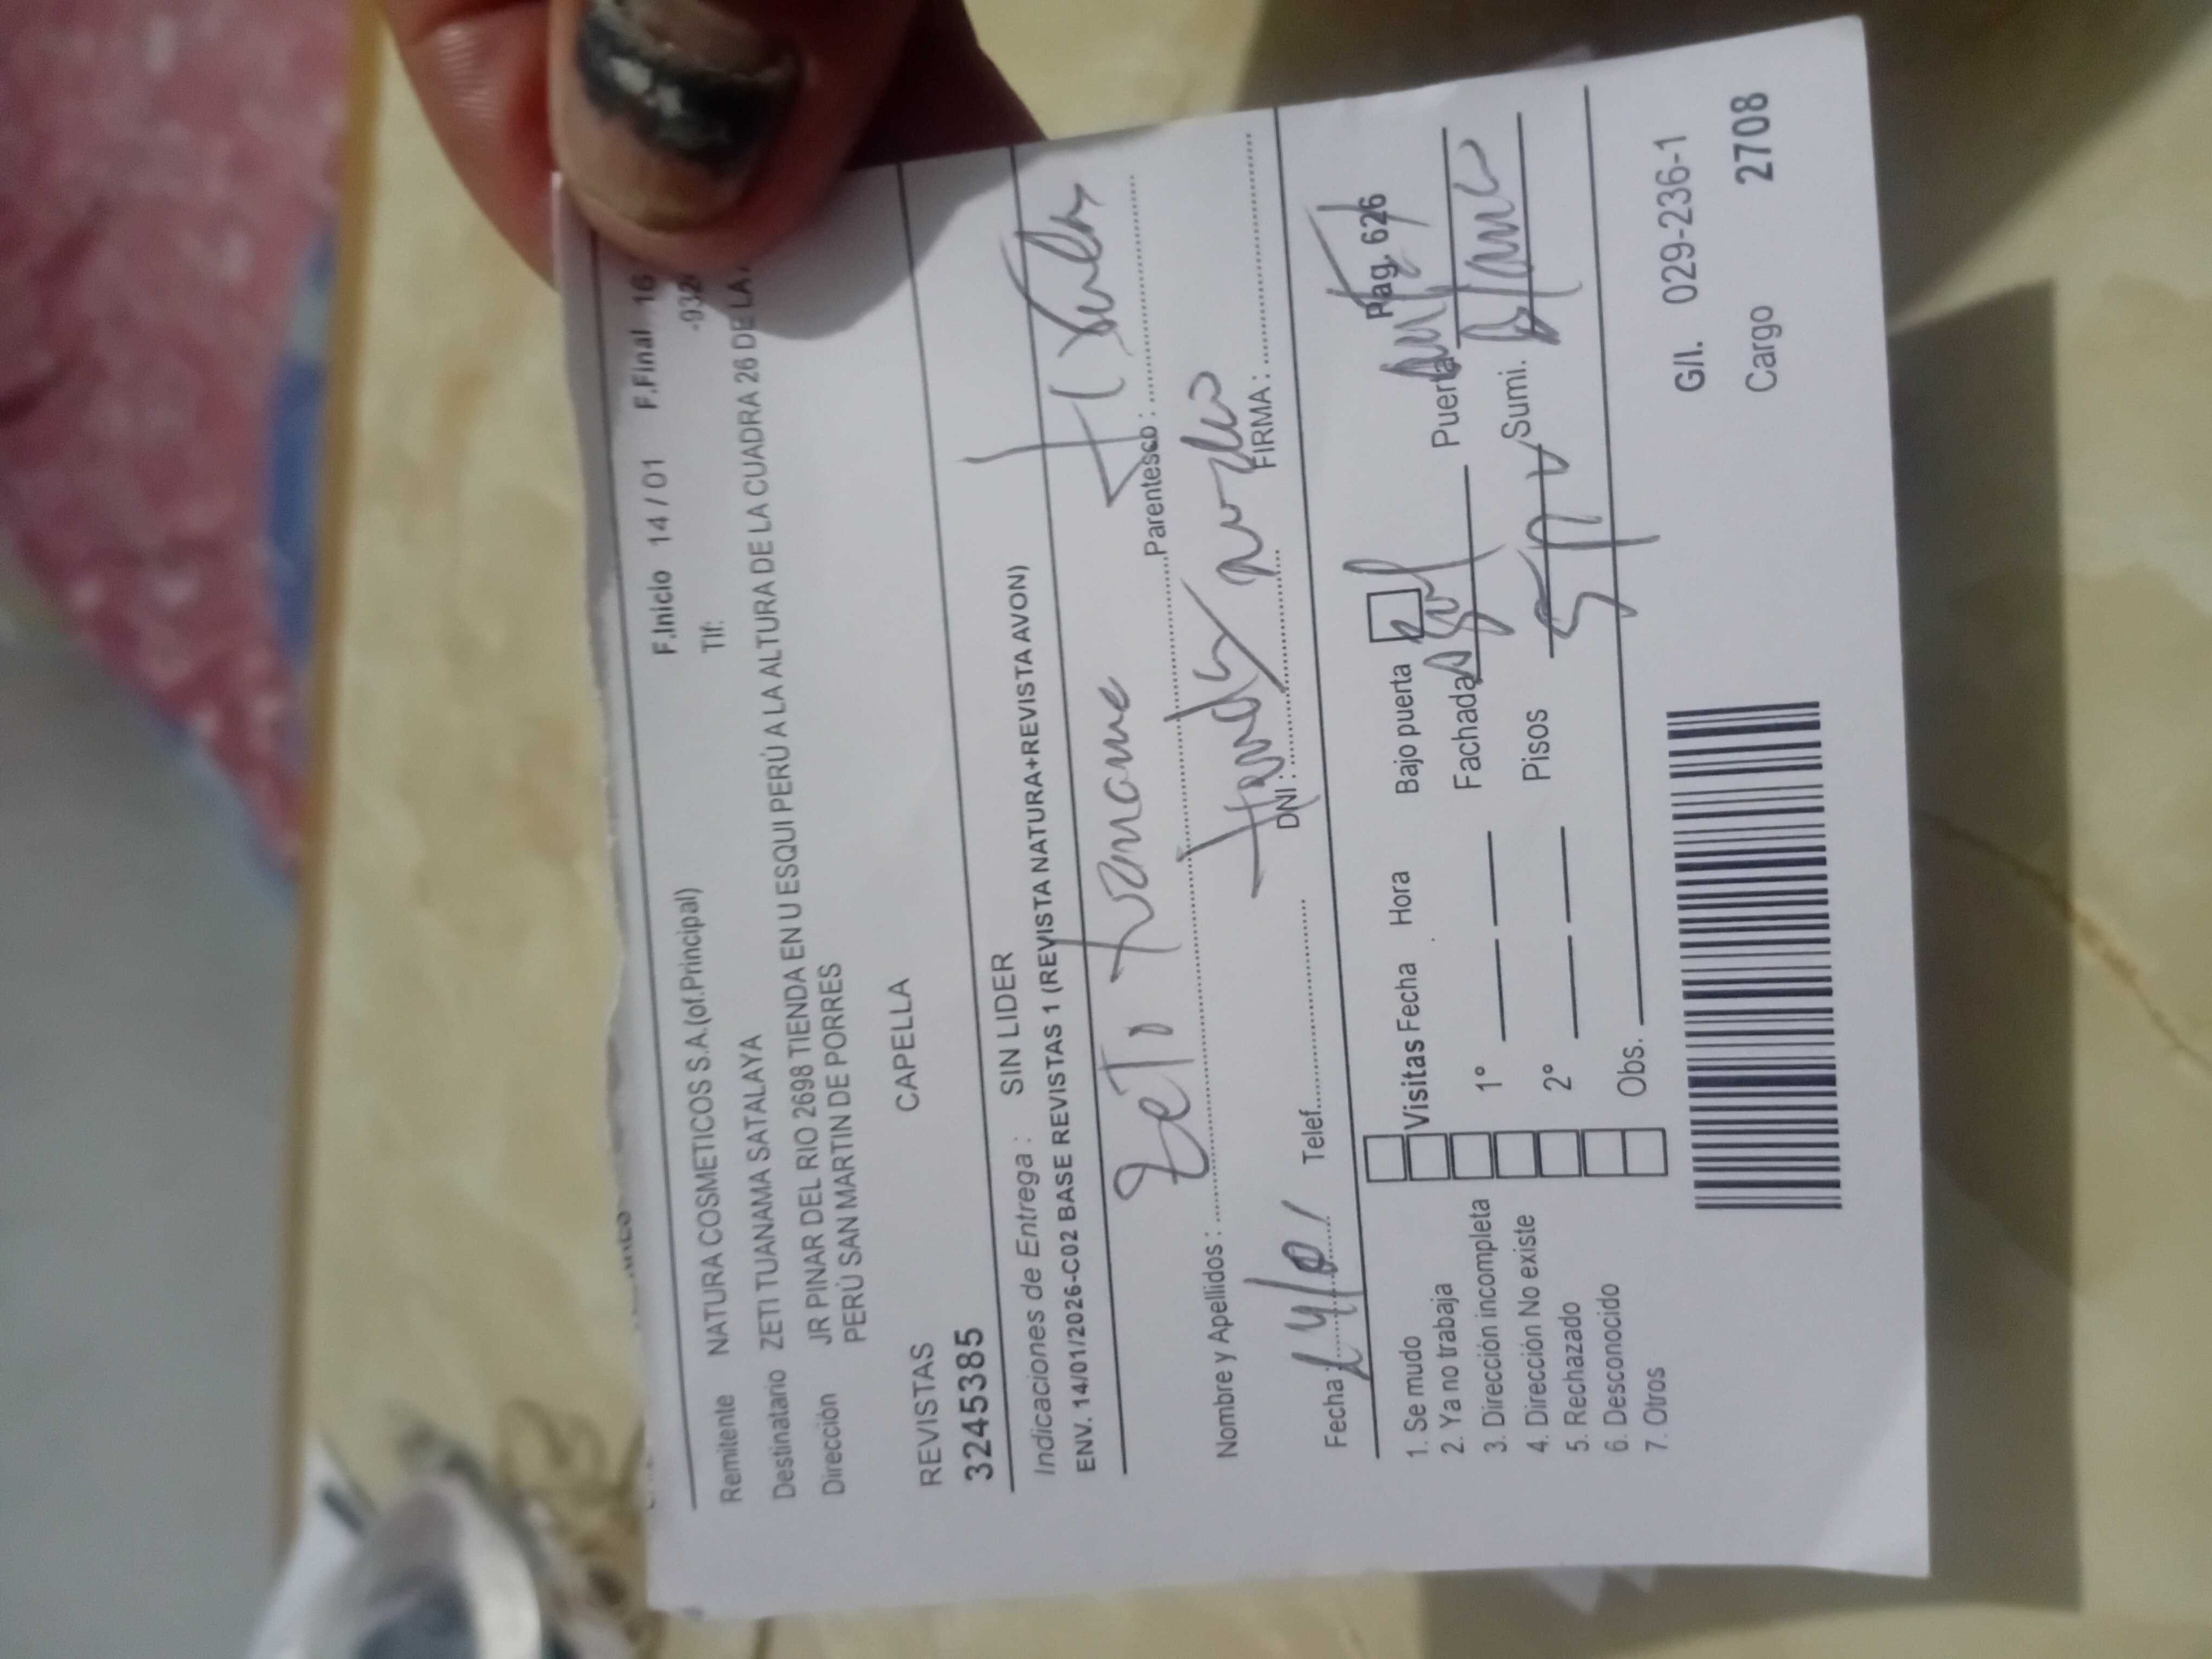 F.Inicio 14 / 01 F.Final 16
Remitente NATURA COSMETICOS S.A.(of.Principal) Tlf: -932
Destinatario ZETI TUANAMA SATALAYA
Dirección JR PINAR DEL RIO 2698 TIENDA EN U ESQUI PERÚ A LA ALTURA DE LA CUADRA 26 DE LA
PERÚ SAN MARTIN DE PORRES
REVISTAS CAPELLA
3245385
Indicaciones de Entrega : SIN LIDER
ENV. 14/01/2026-C02 BASE REVISTAS 1 (REVISTA NATURA+REVISTA AVON)
ZeTi
Nombre y Apellidos : Parentesco :
Fecha : 14/01 Telef. DNI : FIRMA :
Pág. 626
1. Se mudo
2. Ya no trabaja
3. Dirección incompleta
4. Dirección No existe
5. Rechazado
6. Desconocido
7. Otros
Visitas Fecha Hora Bajo puerta
1° Fachada Puerta
2° Pisos Sumi. Blanco
Obs.
G/l. 029-236-1
Cargo 2708